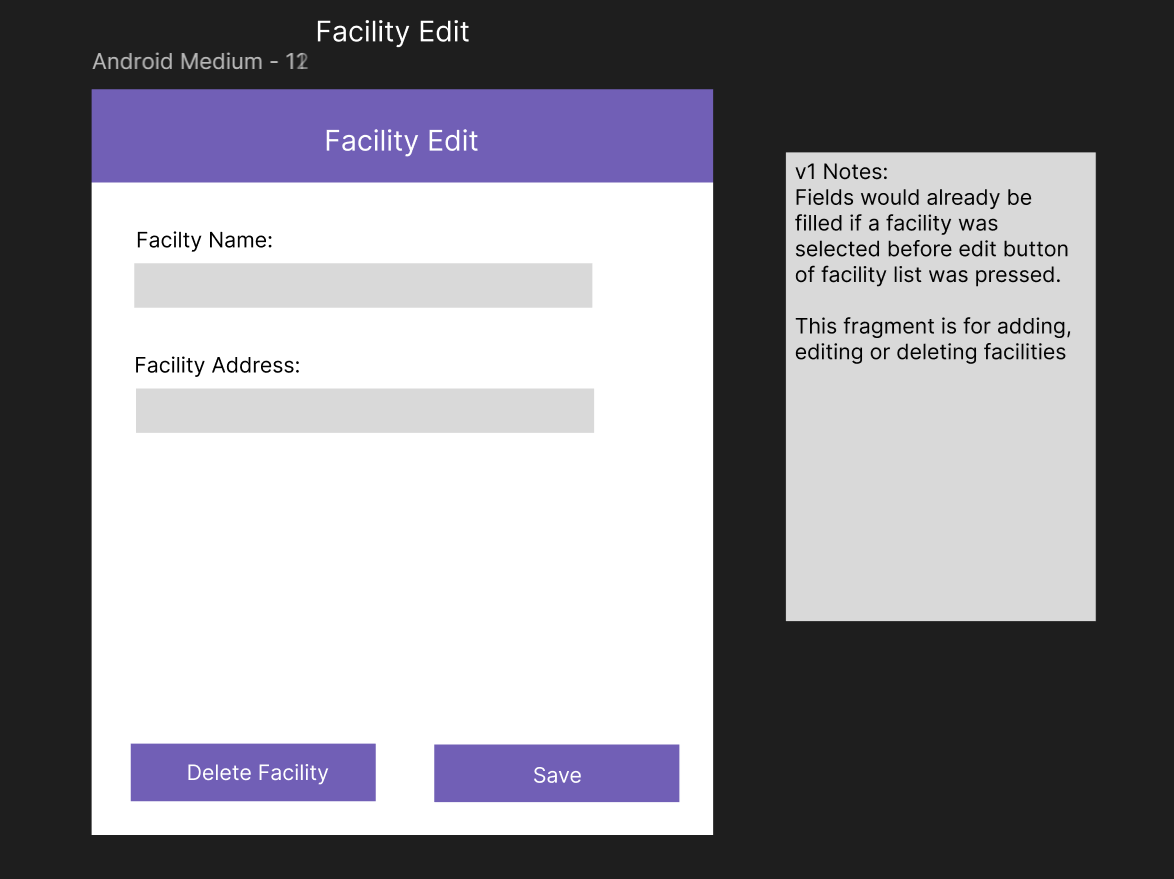 Facility Edit
Android Medium -
Facility Edit
Facilty Name:
Facility Address:
Delete Facility
Save
v1 Notes:
Fields would already be
filled if a facility was
selected before edit button
of facility list was pressed.
This fragment is for adding,
editing or deleting facilities